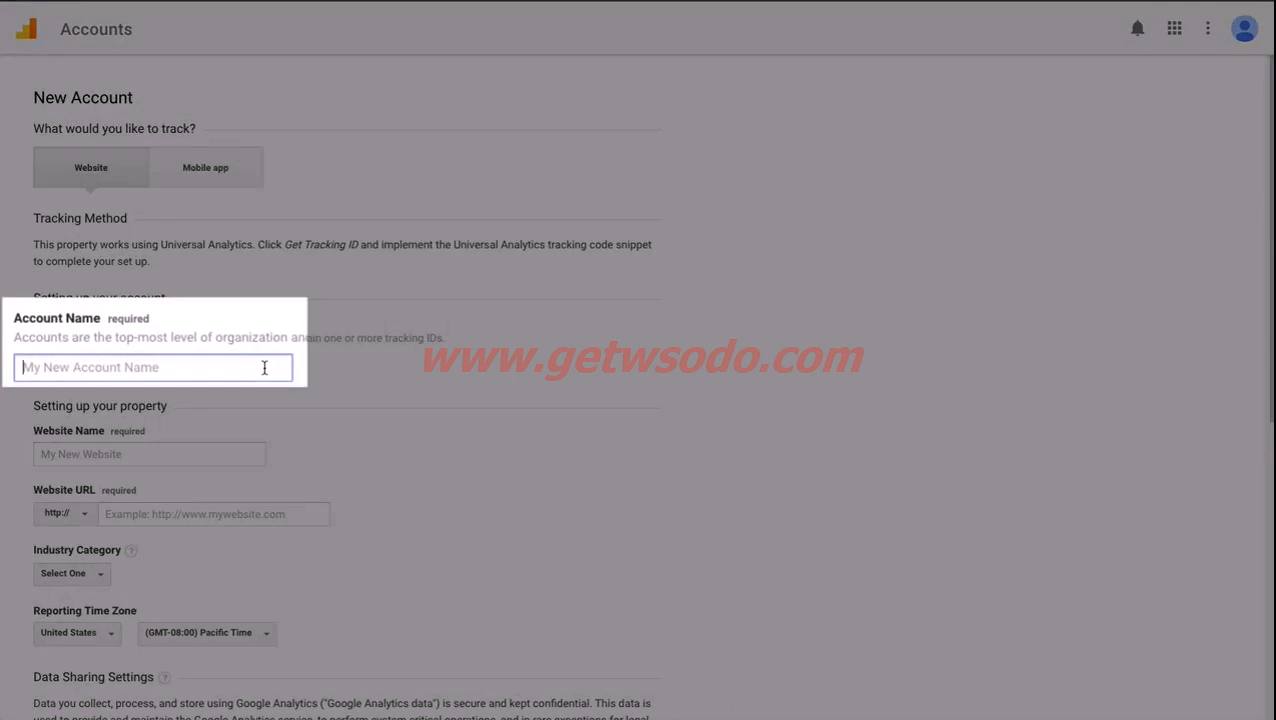 Accounts
New Account
What would you like to track?
Website
Mobile app
Tracking Method
This property works using Universal Analytics. Click Get Tracking ID and implement the Universal Analytics tracking code snippet
to complete your set up.
Setting up your account
Account Name required
Accounts are the top-most level of organization an
in one or more tracking IDs.
My New Account Name
www.getwsodo.com
Setting up your property
Website Name required
My New Website
Website URL required
http://
Example: http://www.mywebsite.com
Industry Category ?
Select One
Reporting Time Zone
United States
(GMT-08:00) Pacific Time
Data Sharing Settings ?
Data you collect, process, and store using Google Analytics ("Google Analytics data") is secure and kept confidential. This data is
used to provide and maintain the Google Analytics service, to perform system critical operations, and in rare exceptions for legal